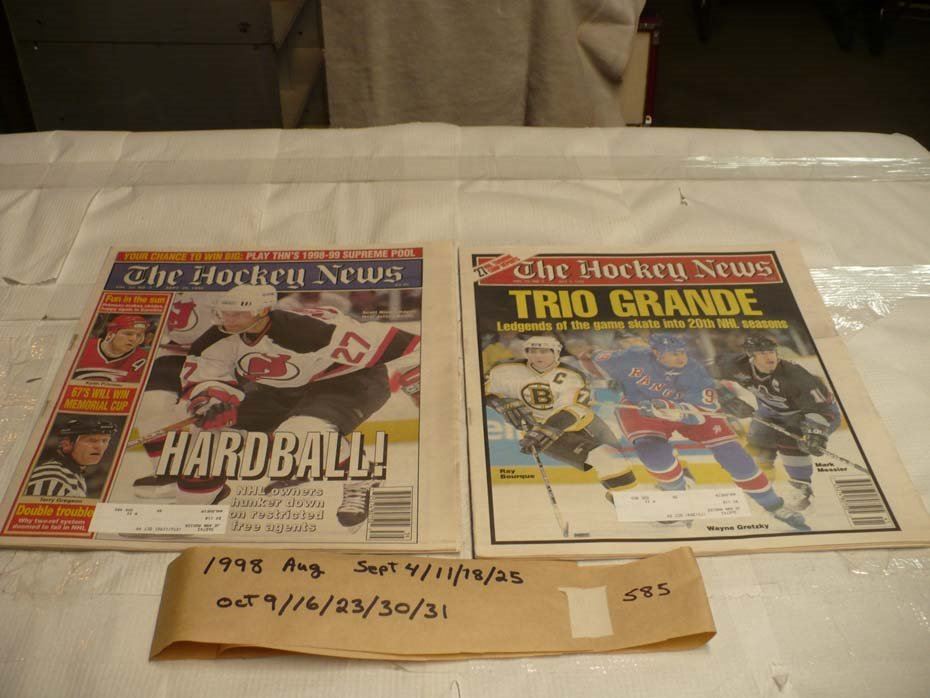 YOUR CHANCE TO WIN BIG: PLAY THN'S 1998-99 SUPREME POOL
The Hockey News
Fun in the sun
67'S WILL WIN
MEMORIAL CUP
Terry Gregson
Double trouble
Why two-ref system
doomed to fail in NHL
27
HARDBALL!
NHL owners
hunker down
on restricted
free agents
The Hockey News
TRIO GRANDE
Ledgends of the game skate into 20th NHL seasons
C
B
RANG
9
11
Ray
Bourque
Mark
Messier
Wayne Gretzky
1998 Aug Sept 4/11/18/25
oct 9/16/23/30/31
585